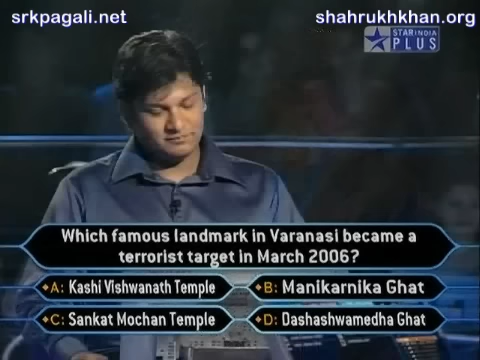 srkpagali.net
shahrukhkhan.org
STAR INDIA
PLUS
Which famous landmark in Varanasi became a
terrorist target in March 2006?
A: Kashi Vishwanath Temple
B: Manikarnika Ghat
C: Sankat Mochan Temple
D: Dashashwamedha Ghat